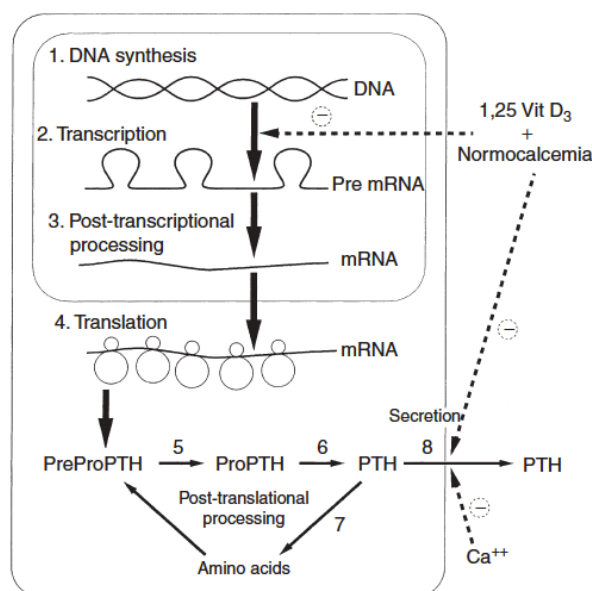 1. DNA synthesis
DNA
1,25 Vit D₃
+
Normocalcemia
2. Transcription
Pre mRNA
3. Post-transcriptional
processing
mRNA
4. Translation
mRNA
Secretion
PreProPTH
5
ProPTH
6
PTH
8
PTH
Post-translational
processing
7
Amino acids
Ca⁺⁺